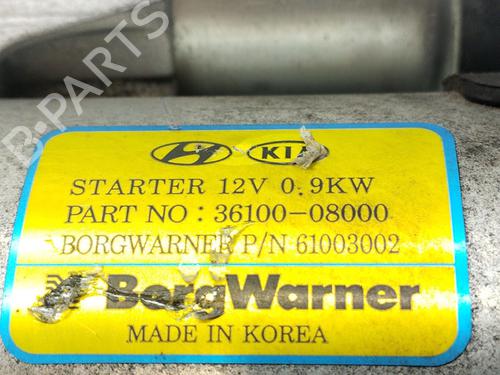 B-PARTS
KIA
STARTER 12V 0.9KW
PART NO : 36100-08000
BORGWARNER P/N 61003002
BorgWarner
MADE IN KOREA